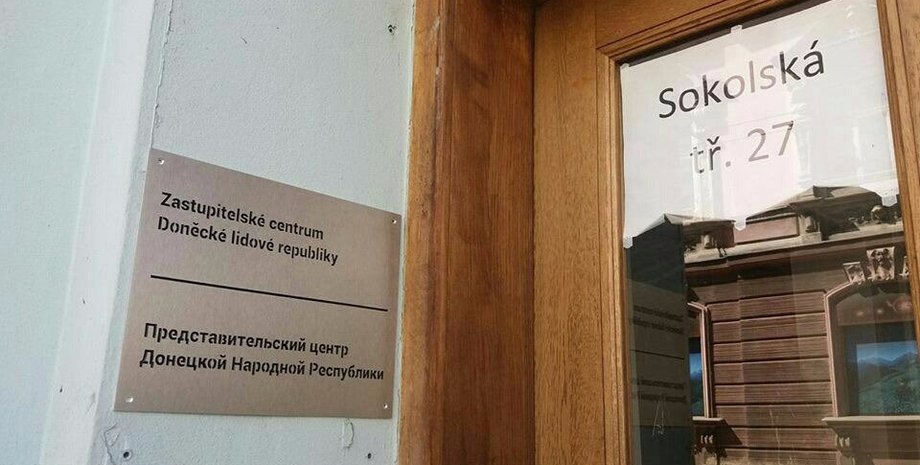 Zastupitelské centrum
Doněcké lidové republiky
Представительский центр
Донецкой Народной Республики
Sokolská
tř. 27